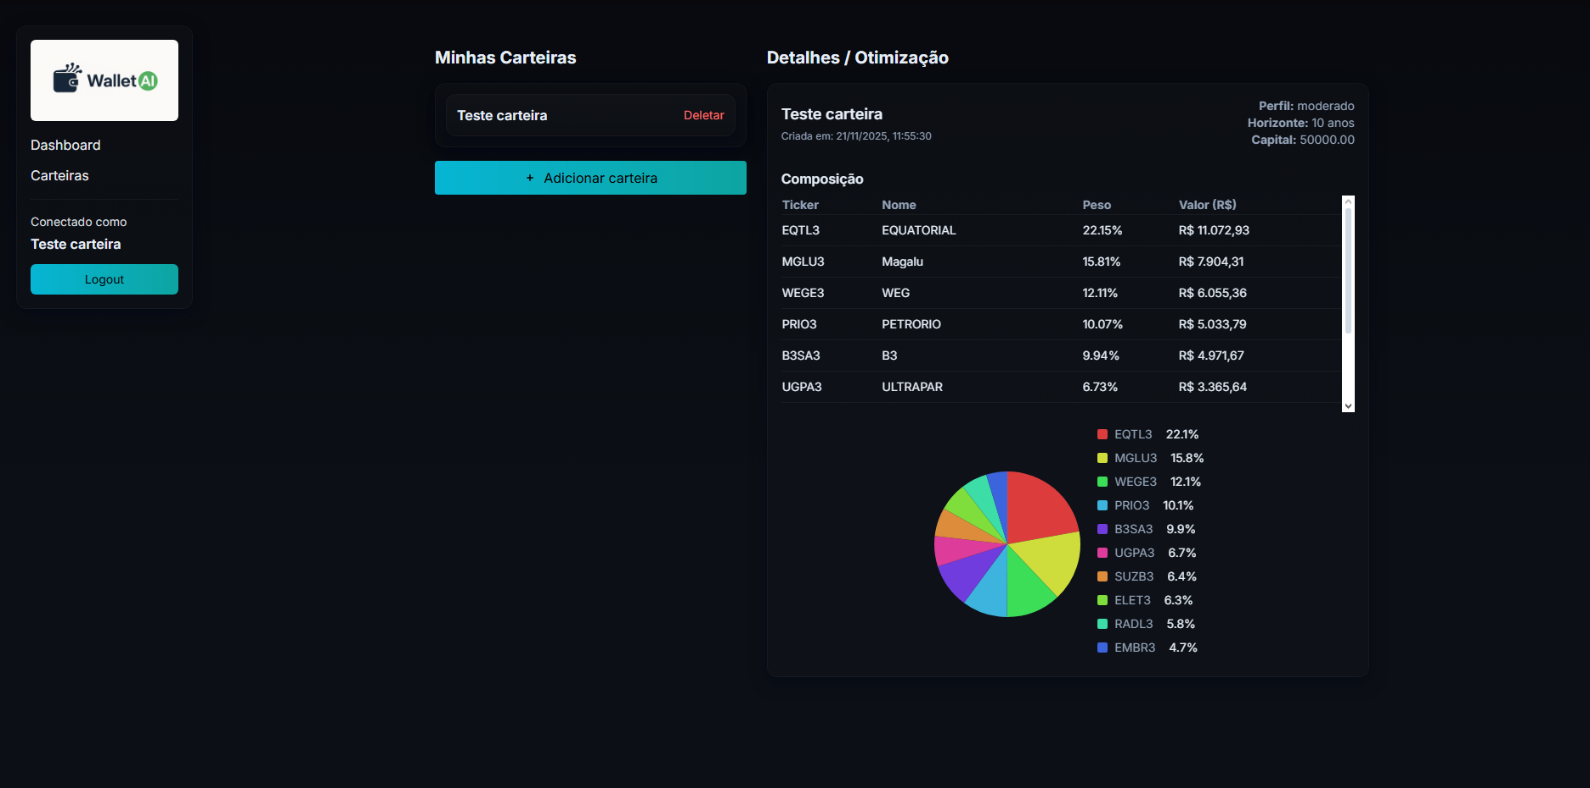 WalletAI
Dashboard
Carteiras
Conectado como
Teste carteira
Logout
Minhas Carteiras
Teste carteira Deletar
+ Adicionar carteira
Detalhes / Otimização
Teste carteira
Criada em: 21/11/2025, 11:55:30
Perfil: moderado
Horizonte: 10 anos
Capital: 50000.00
Composição
Ticker Nome Peso Valor (R$)
EQTL3 EQUATORIAL 22.15% R$ 11.072,93
MGLU3 Magalu 15.81% R$ 7.904,31
WEGE3 WEG 12.11% R$ 6.055,36
PRIO3 PETRORIO 10.07% R$ 5.033,79
B3SA3 B3 9.94% R$ 4.971,67
UGPA3 ULTRAPAR 6.73% R$ 3.365,64
EQTL3 22.1%
MGLU3 15.8%
WEGE3 12.1%
PRIO3 10.1%
B3SA3 9.9%
UGPA3 6.7%
SUZB3 6.4%
ELET3 6.3%
RADL3 5.8%
EMBR3 4.7%